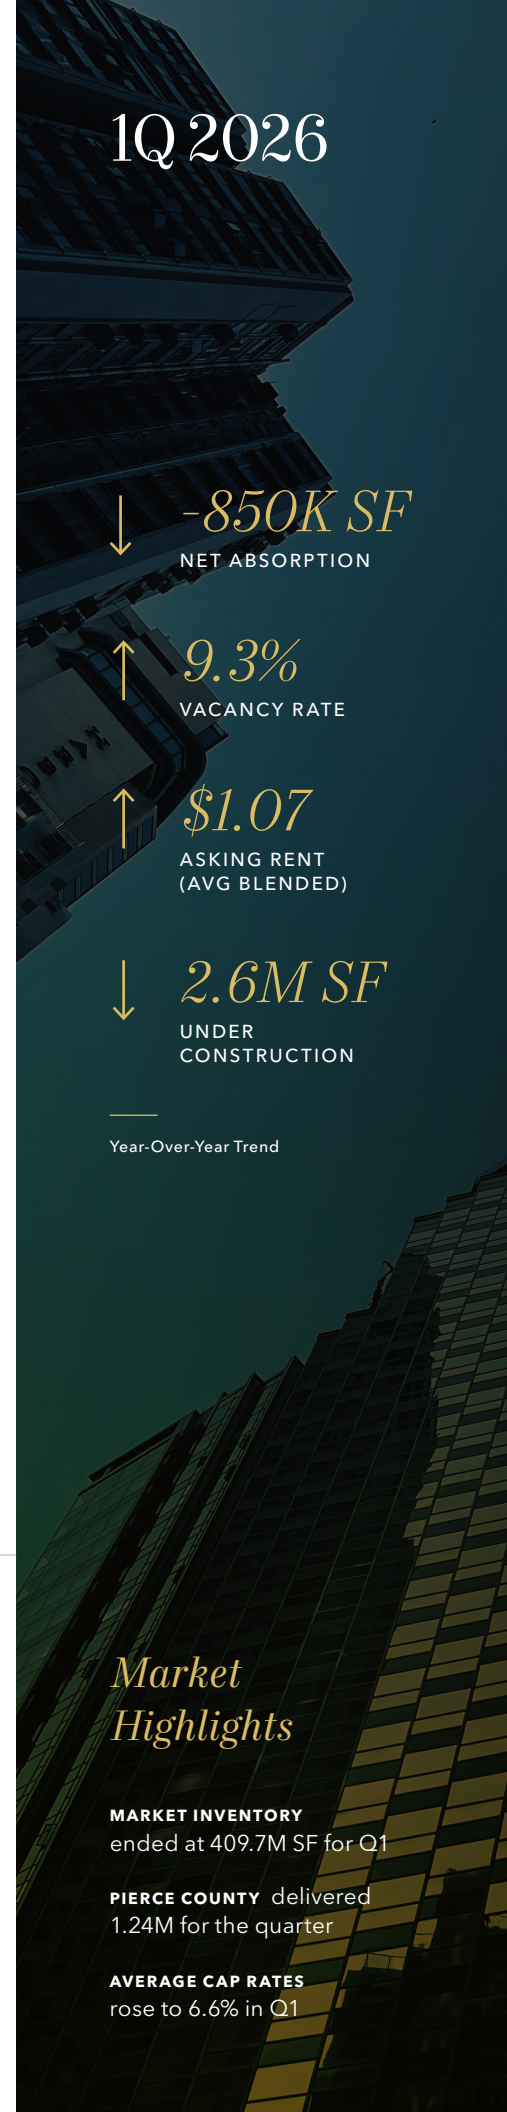 1Q 2026
-850K SF
NET ABSORPTION
9.3%
VACANCY RATE
$1.07
ASKING RENT
(AVG BLENDED)
2.6M SF
UNDER
CONSTRUCTION
Year-Over-Year Trend
Market
Highlights
MARKET INVENTORY
ended at 409.7M SF for Q1
PIERCE COUNTY delivered
1.24M for the quarter
AVERAGE CAP RATES
rose to 6.6% in Q1